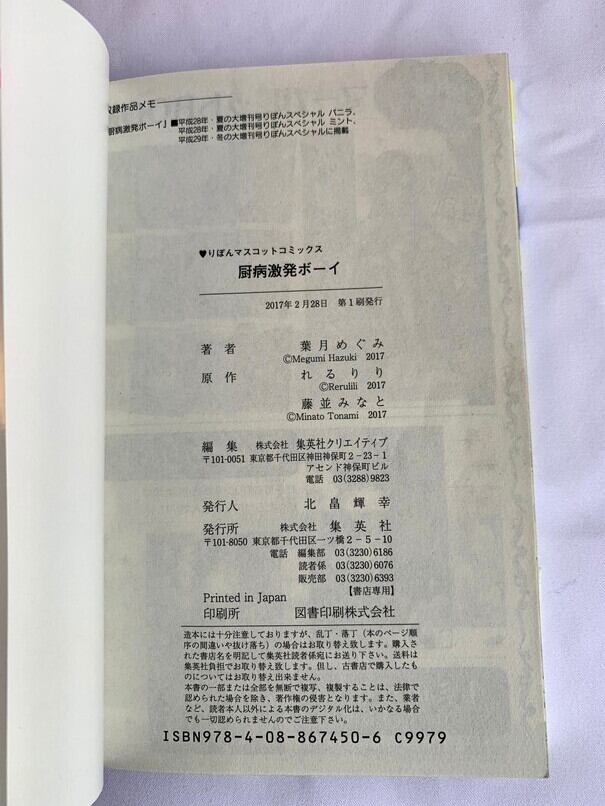 収録作品メモ
厨病激発ボーイ』■平成28年・夏の大増刊号りぼんスペシャル バニラ、
平成28年・夏の大増刊号りぼんスペシャル ミント、
平成29年・冬の大増刊号りぼんスペシャルに掲載
♥りぼんマスコットコミックス
厨病激発ボーイ
2017年2月28日 第1刷発行
著者 葉月めぐみ
©Megumi Hazuki 2017
原作 れるりり
©Rerulili 2017
藤並みなと
©Minato Tonami 2017
編集 株式会社 集英社クリエイティブ
〒101-0051 東京都千代田区神田神保町2-23-1
アセンド神保町ビル
電話 03(3288)9823
発行人 北畠輝幸
発行所 株式会社 集英社
〒101-8050 東京都千代田区一ツ橋2-5-10
電話 編集部 03(3230)6186
読者係 03(3230)6076
販売部 03(3230)6393
【書店専用】
Printed in Japan
印刷所 図書印刷株式会社
造本には十分注意しておりますが、乱丁・落丁（本のページ順
序の間違いや抜け落ち）の場合はお取り替え致します。購入さ
れた書店名を明記して集英社読者係宛にお送り下さい。送料は
集英社負担でお取り替え致します。但し、古書店で購入したも
のについてはお取り替え出来ません。
本書の一部または全部を無断で複写、複製することは、法律で
認められた場合を除き、著作権の侵害となります。また、業者
など、読者本人以外による本書のデジタル化は、いかなる場合
でも一切認められませんのでご注意下さい。
ISBN978-4-08-867450-6 C9979